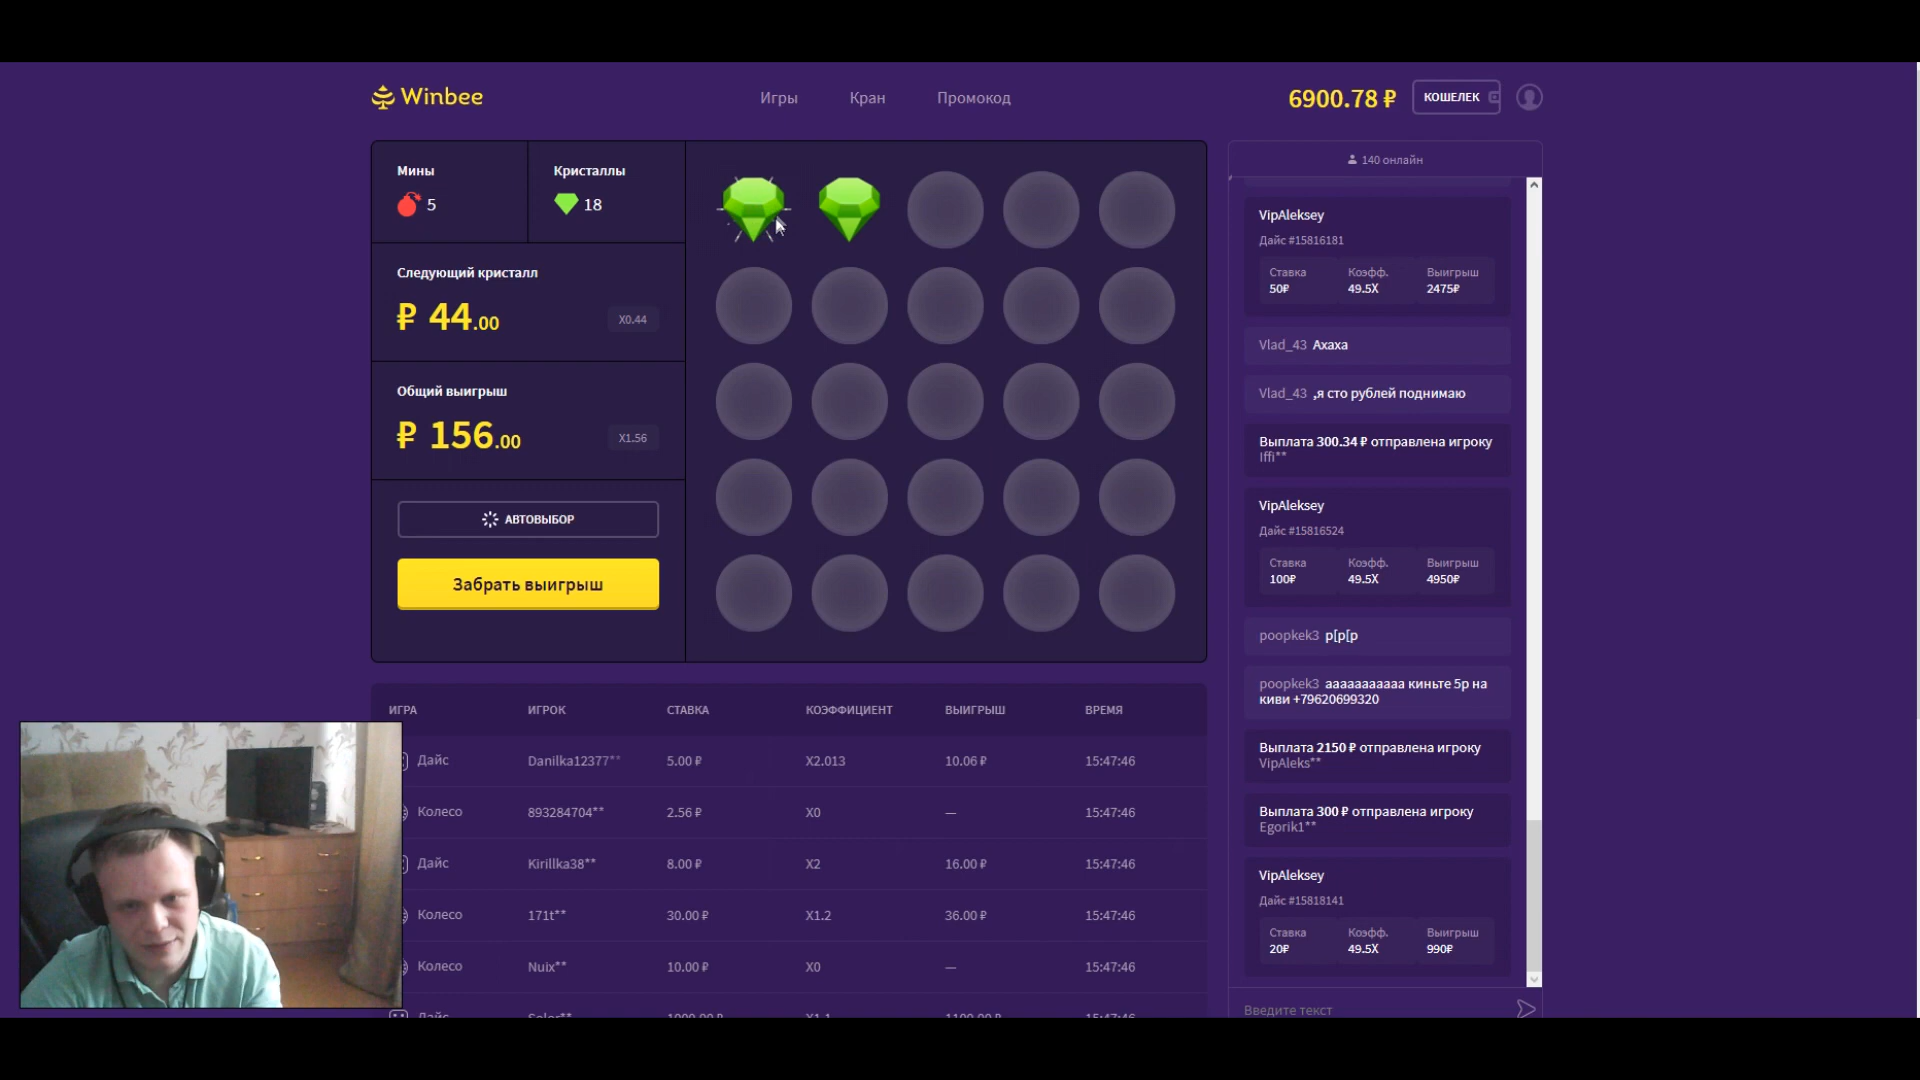 Winbee
Игры
Кран
Промокод
6900.78 ₽
КОШЕЛЕК
Мины
5
Кристаллы
18
Следующий кристалл
₽ 44.00
X0.44
Общий выигрыш
₽ 156.00
X1.56
АВТОВЫБОР
Забрать выигрыш
140 онлайн
VipAleksey
Дайс #15816181
Ставка Коэфф. Выигрыш
50₽ 49.5X 2475₽
Vlad_43 Ахаха
Vlad_43 ,я сто рублей поднимаю
Выплата 300.34 ₽ отправлена игроку
Iffi**
VipAleksey
Дайс #15816524
Ставка Коэфф. Выигрыш
100₽ 49.5X 4950₽
poopkek3 р[р[р
poopkek3 ааааааааааа киньте 5р на
киви +79620699320
Выплата 2150 ₽ отправлена игроку
VipAleks**
Выплата 300 ₽ отправлена игроку
Egorik1**
VipAleksey
Дайс #15818141
Ставка Коэфф. Выигрыш
20₽ 49.5X 990₽
Введите текст
ИГРА ИГРОК СТАВКА КОЭФФИЦИЕНТ ВЫИГРЫШ ВРЕМЯ
Дайс Danilka12377** 5.00 ₽ X2.013 10.06 ₽ 15:47:46
Колесо 893284704** 2.56 ₽ X0 — 15:47:46
Дайс Kirillka38** 8.00 ₽ X2 16.00 ₽ 15:47:46
Колесо 171t** 30.00 ₽ X1.2 36.00 ₽ 15:47:46
Колесо Nuix** 10.00 ₽ X0 — 15:47:46